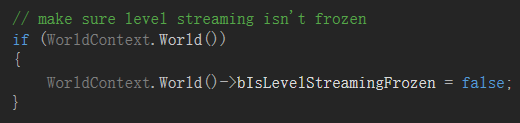 // make sure level streaming isn't frozen
if (WorldContext.World())
{
WorldContext.World()->bIsLevelStreamingFrozen = false;
}